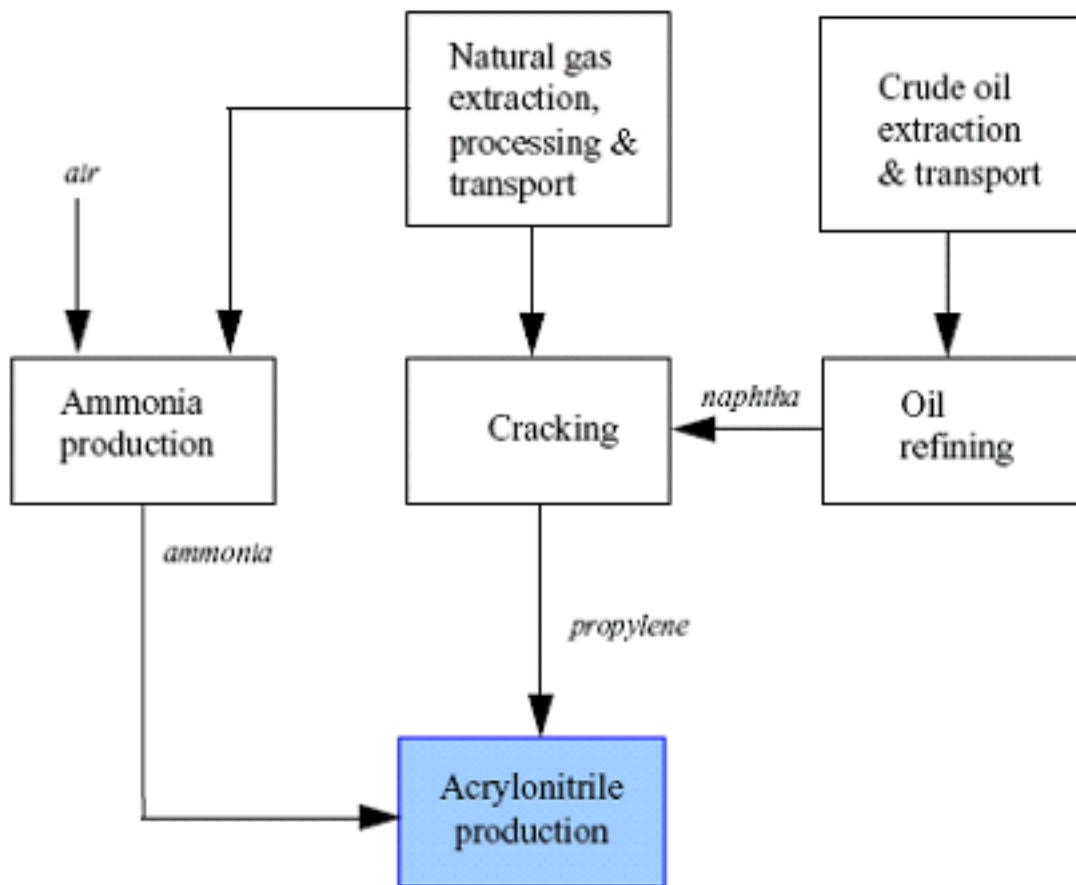 Natural gas
extraction,
processing &
transport
Crude oil
extraction
& transport
air
Ammonia
production
Cracking
naphtha
Oil
refining
ammonia
propylene
Acrylonitrile
production